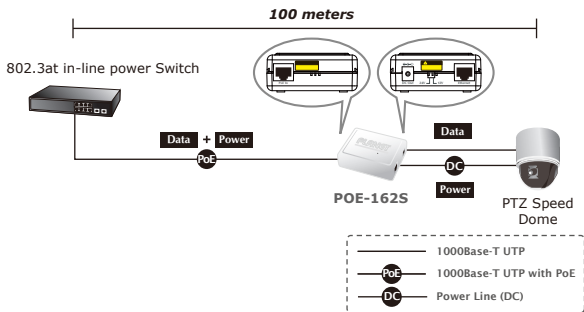 100 meters
802.3at in-line power Switch
Data + Power
PoE
POE-162S
Data
DC
Power
PLANET
PTZ Speed
Dome
1000Base-T UTP
PoE 1000Base-T UTP with PoE
DC Power Line (DC)